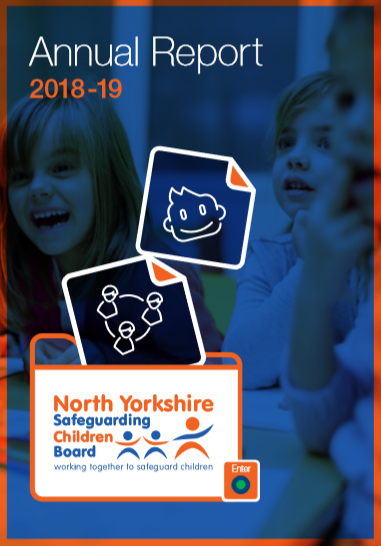 Annual Report
2018-19
North Yorkshire
Safeguarding
Children
Board
working together to safeguard children
Enter